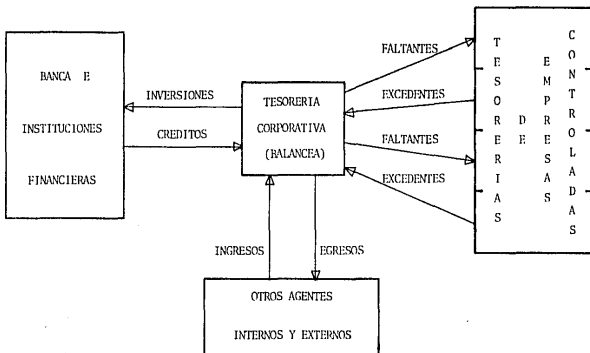 BANCA E
INSTITUCIONES
FINANCIERAS
INVERSIONES
CREDITOS
TESORERIA
CORPORATIVA
(BALANCEA)
FALTANTES
EXCEDENTES
FALTANTES
EXCEDENTES
TESORERIAS
DE
EMPRESAS
CONTROLADAS
INGRESOS
EGRESOS
OTROS AGENTES
INTERNOS Y EXTERNOS